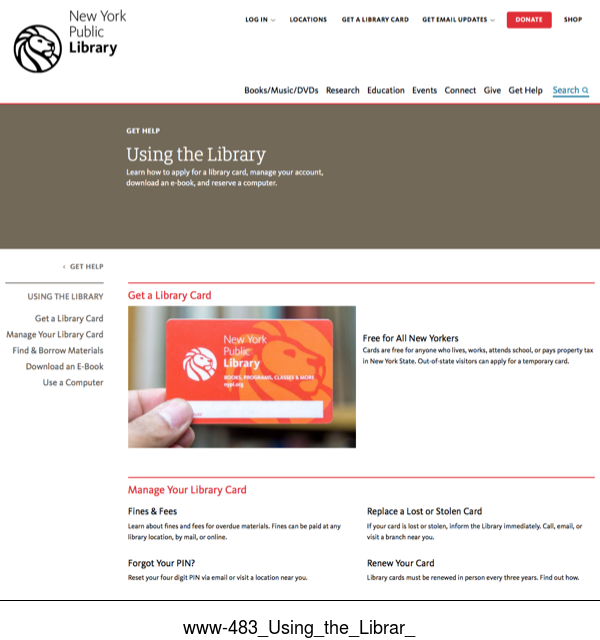 New York
Public
Library
LOG IN
LOCATIONS
GET A LIBRARY CARD
GET EMAIL UPDATES
DONATE
SHOP
Books/Music/DVDs Research Education Events Connect Give Get Help Search
GET HELP
Using the Library
Learn how to apply for a library card, manage your account,
download an e-book, and reserve a computer.
‹ GET HELP
USING THE LIBRARY
Get a Library Card
Manage Your Library Card
Find & Borrow Materials
Download an E-Book
Use a Computer
Get a Library Card
New York
Public
Library
BOOKS, PROGRAMS, CLASSES & MORE
nypl.org
Free for All New Yorkers
Cards are free for anyone who lives, works, attends school, or pays property tax
in New York State. Out-of-state visitors can apply for a temporary card.
Manage Your Library Card
Fines & Fees
Learn about fines and fees for overdue materials. Fines can be paid at any
library location, by mail, or online.
Replace a Lost or Stolen Card
If your card is lost or stolen, inform the Library immediately. Call, email, or
visit a branch near you.
Forgot Your PIN?
Reset your four digit PIN via email or visit a location near you.
Renew Your Card
Library cards must be renewed in person every three years. Find out how.
www-483_Using_the_Librar_